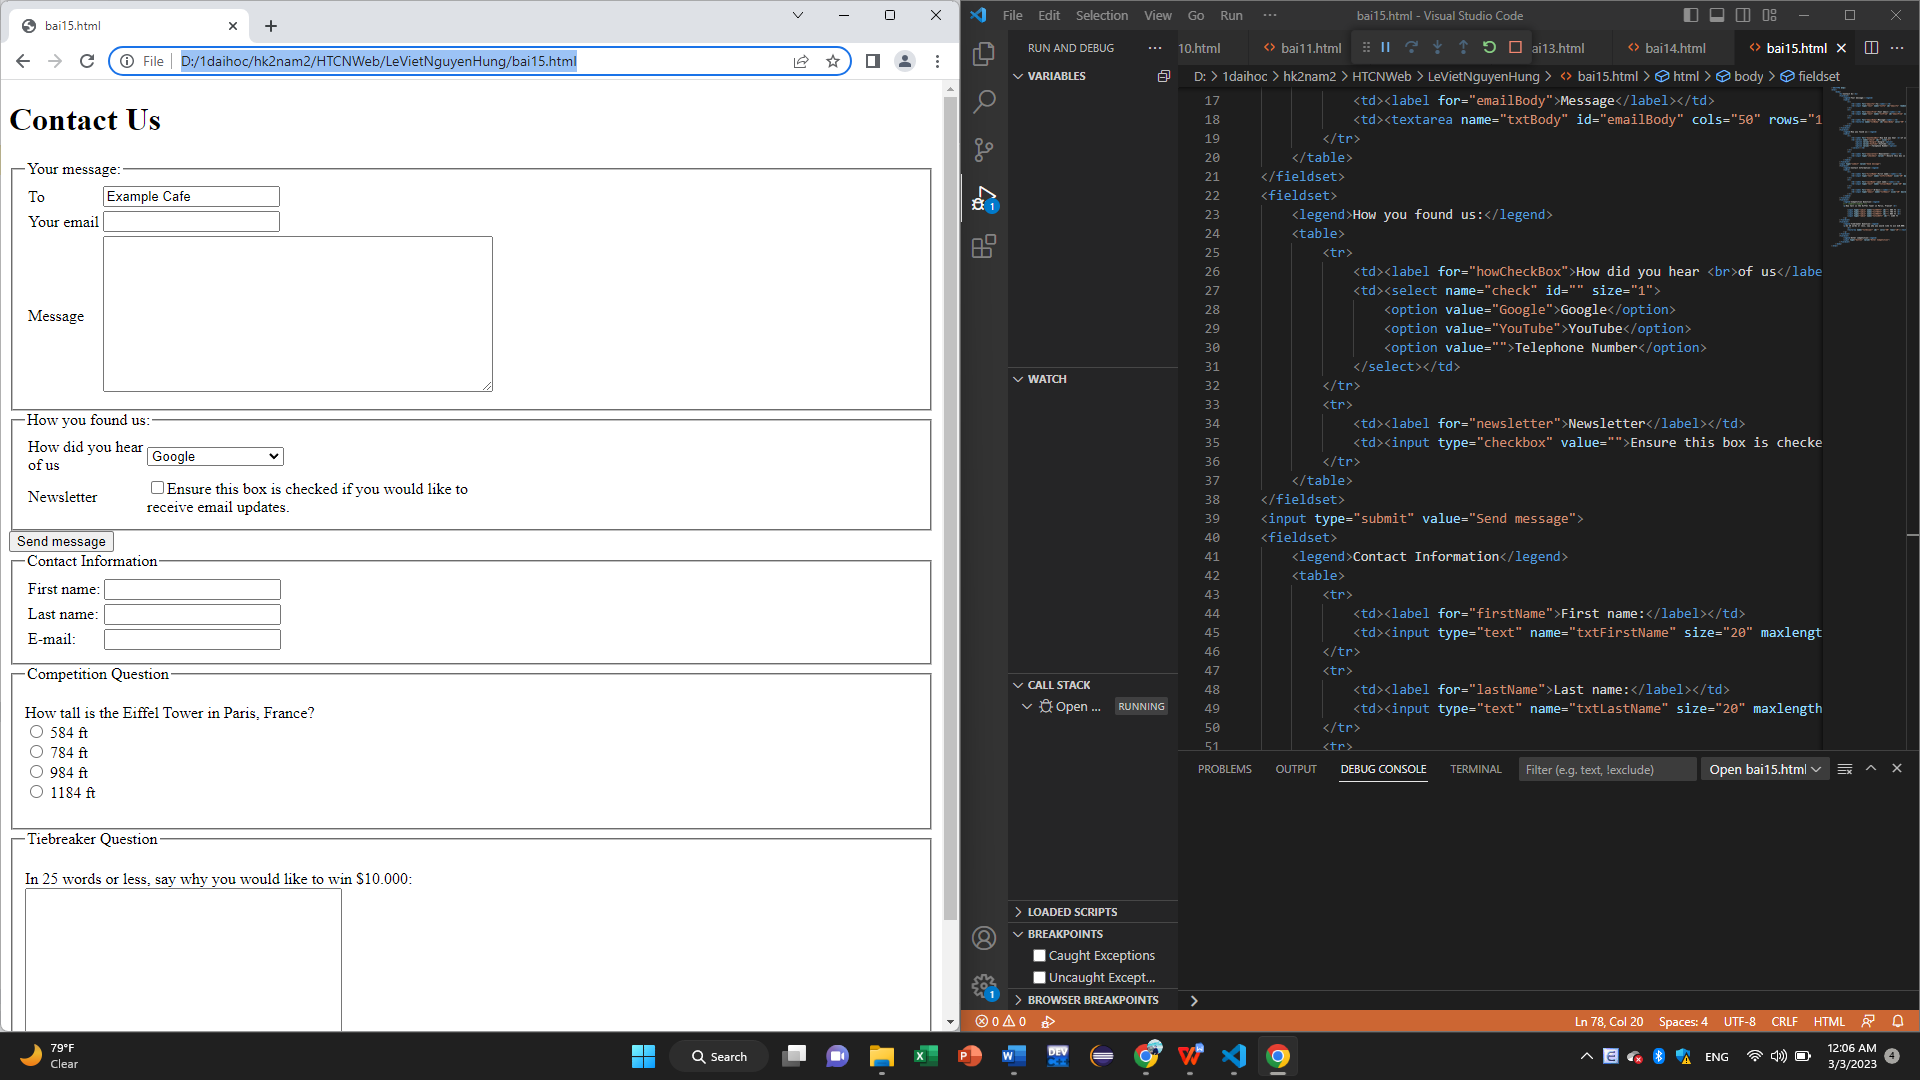 bai15.html
File
D:/1daihoc/hk2nam2/HTCNWeb/LeVietNguyenHung/bai15.html
Contact Us
Your message:
To
Example Cafe
Your email
Message
How you found us:
How did you hear
of us
Google
Newsletter
Ensure this box is checked if you would like to
receive email updates.
Send message
Contact Information
First name:
Last name:
E-mail:
Competition Question
How tall is the Eiffel Tower in Paris, France?
584 ft
784 ft
984 ft
1184 ft
Tiebreaker Question
In 25 words or less, say why you would like to win $10.000:
File Edit Selection View Go Run ··· bai15.html - Visual Studio Code
RUN AND DEBUG ···
VARIABLES
WATCH
CALL STACK
Open ... RUNNING
LOADED SCRIPTS
BREAKPOINTS
Caught Exceptions
Uncaught Except...
BROWSER BREAKPOINTS
1
1
10.html bai11.html ai13.html bai14.html bai15.html
D: > 1daihoc > hk2nam2 > HTCNWeb > LeVietNguyenHung > bai15.html > html > body > fieldset
17 <td><label for="emailBody">Message</label></td>
18 <td><textarea name="txtBody" id="emailBody" cols="50" rows="1
19 </tr>
20 </table>
21 </fieldset>
22 <fieldset>
23 <legend>How you found us:</legend>
24 <table>
25 <tr>
26 <td><label for="howCheckBox">How did you hear <br>of us</labe
27 <td><select name="check" id="" size="1">
28 <option value="Google">Google</option>
29 <option value="YouTube">YouTube</option>
30 <option value="">Telephone Number</option>
31 </select></td>
32 </tr>
33 <tr>
34 <td><label for="newsletter">Newsletter</label></td>
35 <td><input type="checkbox" value="">Ensure this box is checke
36 </tr>
37 </table>
38 </fieldset>
39 <input type="submit" value="Send message">
40 <fieldset>
41 <legend>Contact Information</legend>
42 <table>
43 <tr>
44 <td><label for="firstName">First name:</label></td>
45 <td><input type="text" name="txtFirstName" size="20" maxlengt
46 </tr>
47 <tr>
48 <td><label for="lastName">Last name:</label></td>
49 <td><input type="text" name="txtLastName" size="20" maxlength
50 </tr>
51 <tr>
PROBLEMS OUTPUT DEBUG CONSOLE TERMINAL Filter (e.g. text, !exclude) Open bai15.html
0 0 Ln 78, Col 20 Spaces: 4 UTF-8 CRLF HTML
79°F
Clear
Search
DEV
ENG
12:06 AM
3/3/2023
4